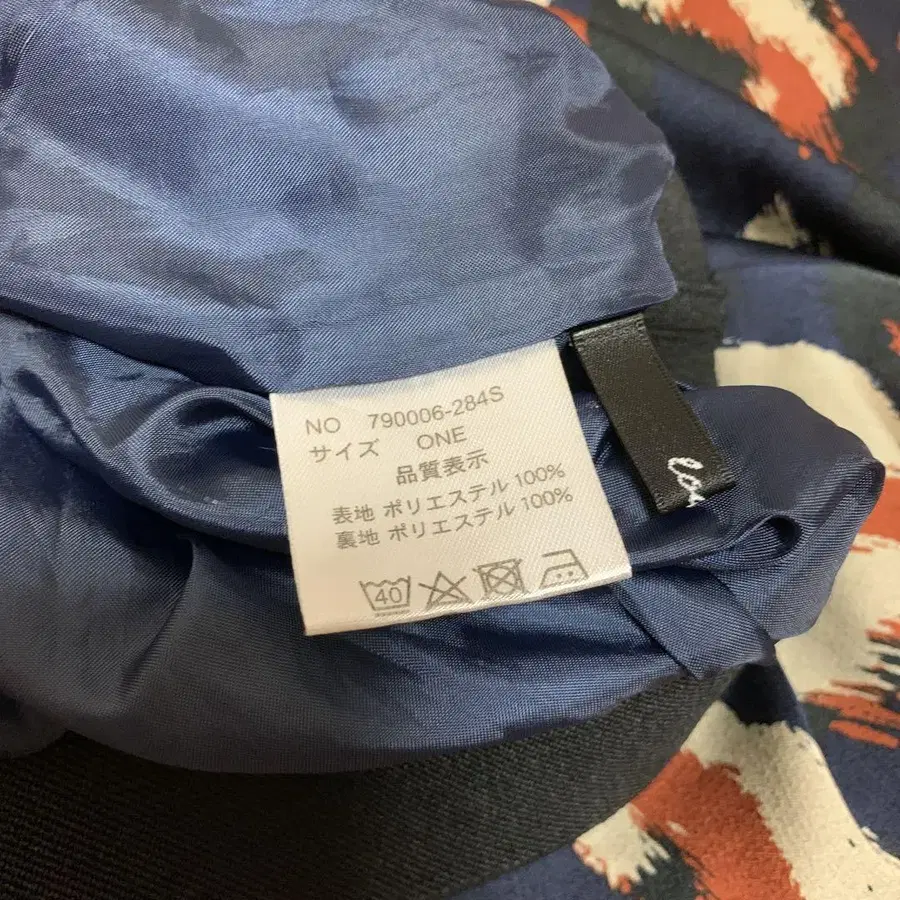 NO 790006-284S
サイズ ONE
品質表示
表地 ポリエステル 100%
裏地 ポリエステル 100%
40